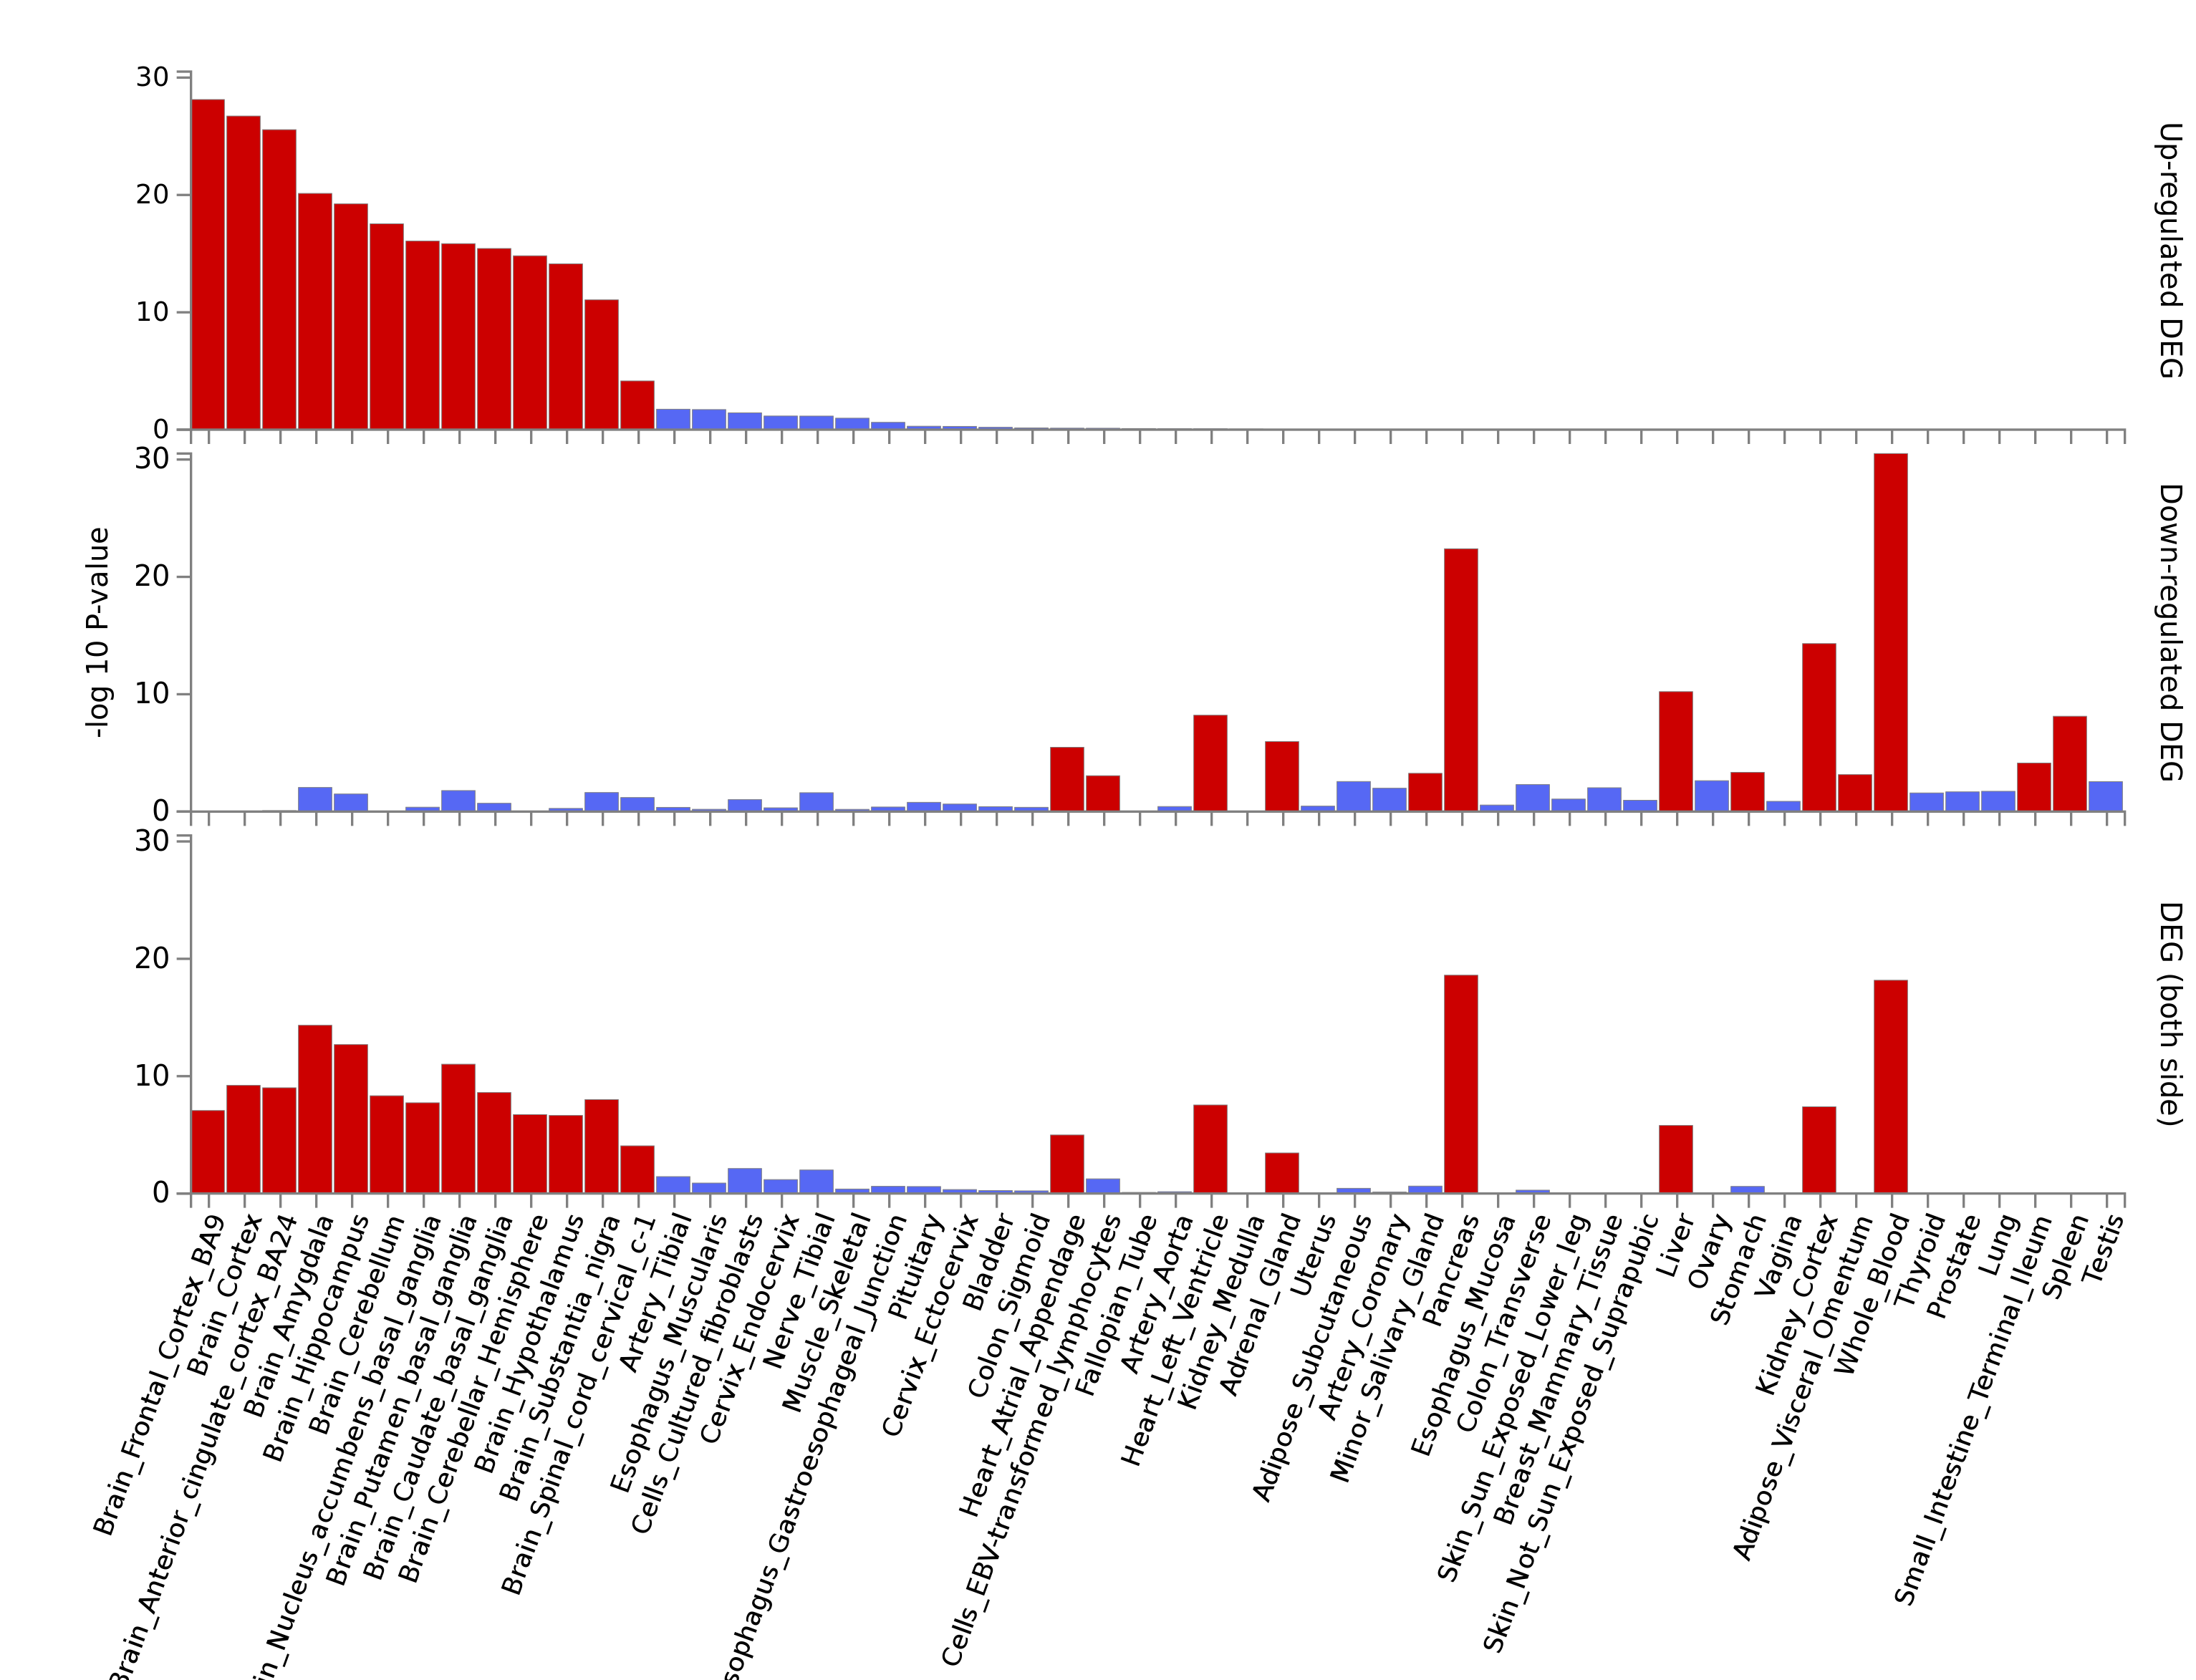 30
20
10
0
Up-regulated DEG
30
20
10
0
Down-regulated DEG
-log 10 P-value
30
20
10
0
DEG (both side)
Brain_Frontal_Cortex_BA9
Brain_Cortex
Brain_Anterior_cingulate_cortex_BA24
Brain_Amygdala
Brain_Hippocampus
Brain_Cerebellum
in_Nucleus_accumbens_basal_ganglia
Brain_Putamen_basal_ganglia
Brain_Caudate_basal_ganglia
Brain_Cerebellar_Hemisphere
Brain_Hypothalamus
Brain_Substantia_nigra
Brain_Spinal_cord_cervical_c-1
Artery_Tibial
Esophagus_Muscularis
Cells_Cultured_fibroblasts
Cervix_Endocervix
Nerve_Tibial
Muscle_Skeletal
sophagus_Gastroesophageal_Junction
Pituitary
Cervix_Ectocervix
Bladder
Colon_Sigmoid
Heart_Atrial_Appendage
Cells_EBV-transformed_lymphocytes
Fallopian_Tube
Artery_Aorta
Heart_Left_Ventricle
Kidney_Medulla
Adrenal_Gland
Uterus
Adipose_Subcutaneous
Artery_Coronary
Minor_Salivary_Gland
Pancreas
Esophagus_Mucosa
Colon_Transverse
Skin_Sun_Exposed_Lower_leg
Breast_Mammary_Tissue
Skin_Not_Sun_Exposed_Suprapubic
Liver
Ovary
Stomach
Vagina
Kidney_Cortex
Adipose_Visceral_Omentum
Whole_Blood
Thyroid
Prostate
Lung
Small_Intestine_Terminal_Ileum
Spleen
Testis